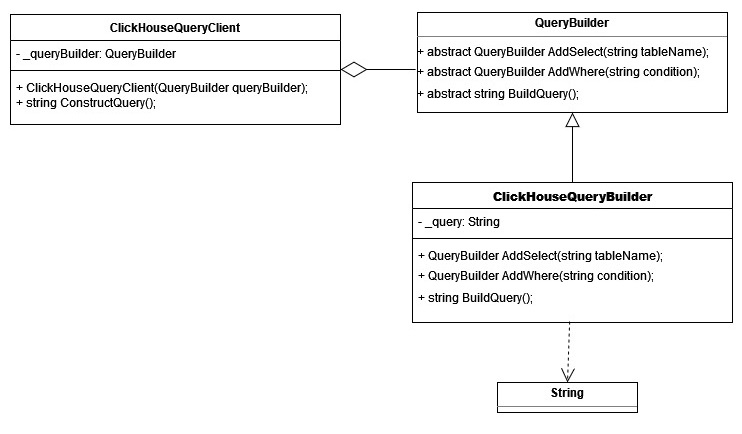 ClickHouseQueryClient
- _queryBuilder: QueryBuilder
+ ClickHouseQueryClient(QueryBuilder queryBuilder);
+ string ConstructQuery();
QueryBuilder
+ abstract QueryBuilder AddSelect(string tableName);
+ abstract QueryBuilder AddWhere(string condition);
+ abstract string BuildQuery();
ClickHouseQueryBuilder
- _query: String
+ QueryBuilder AddSelect(string tableName);
+ QueryBuilder AddWhere(string condition);
+ string BuildQuery();
String